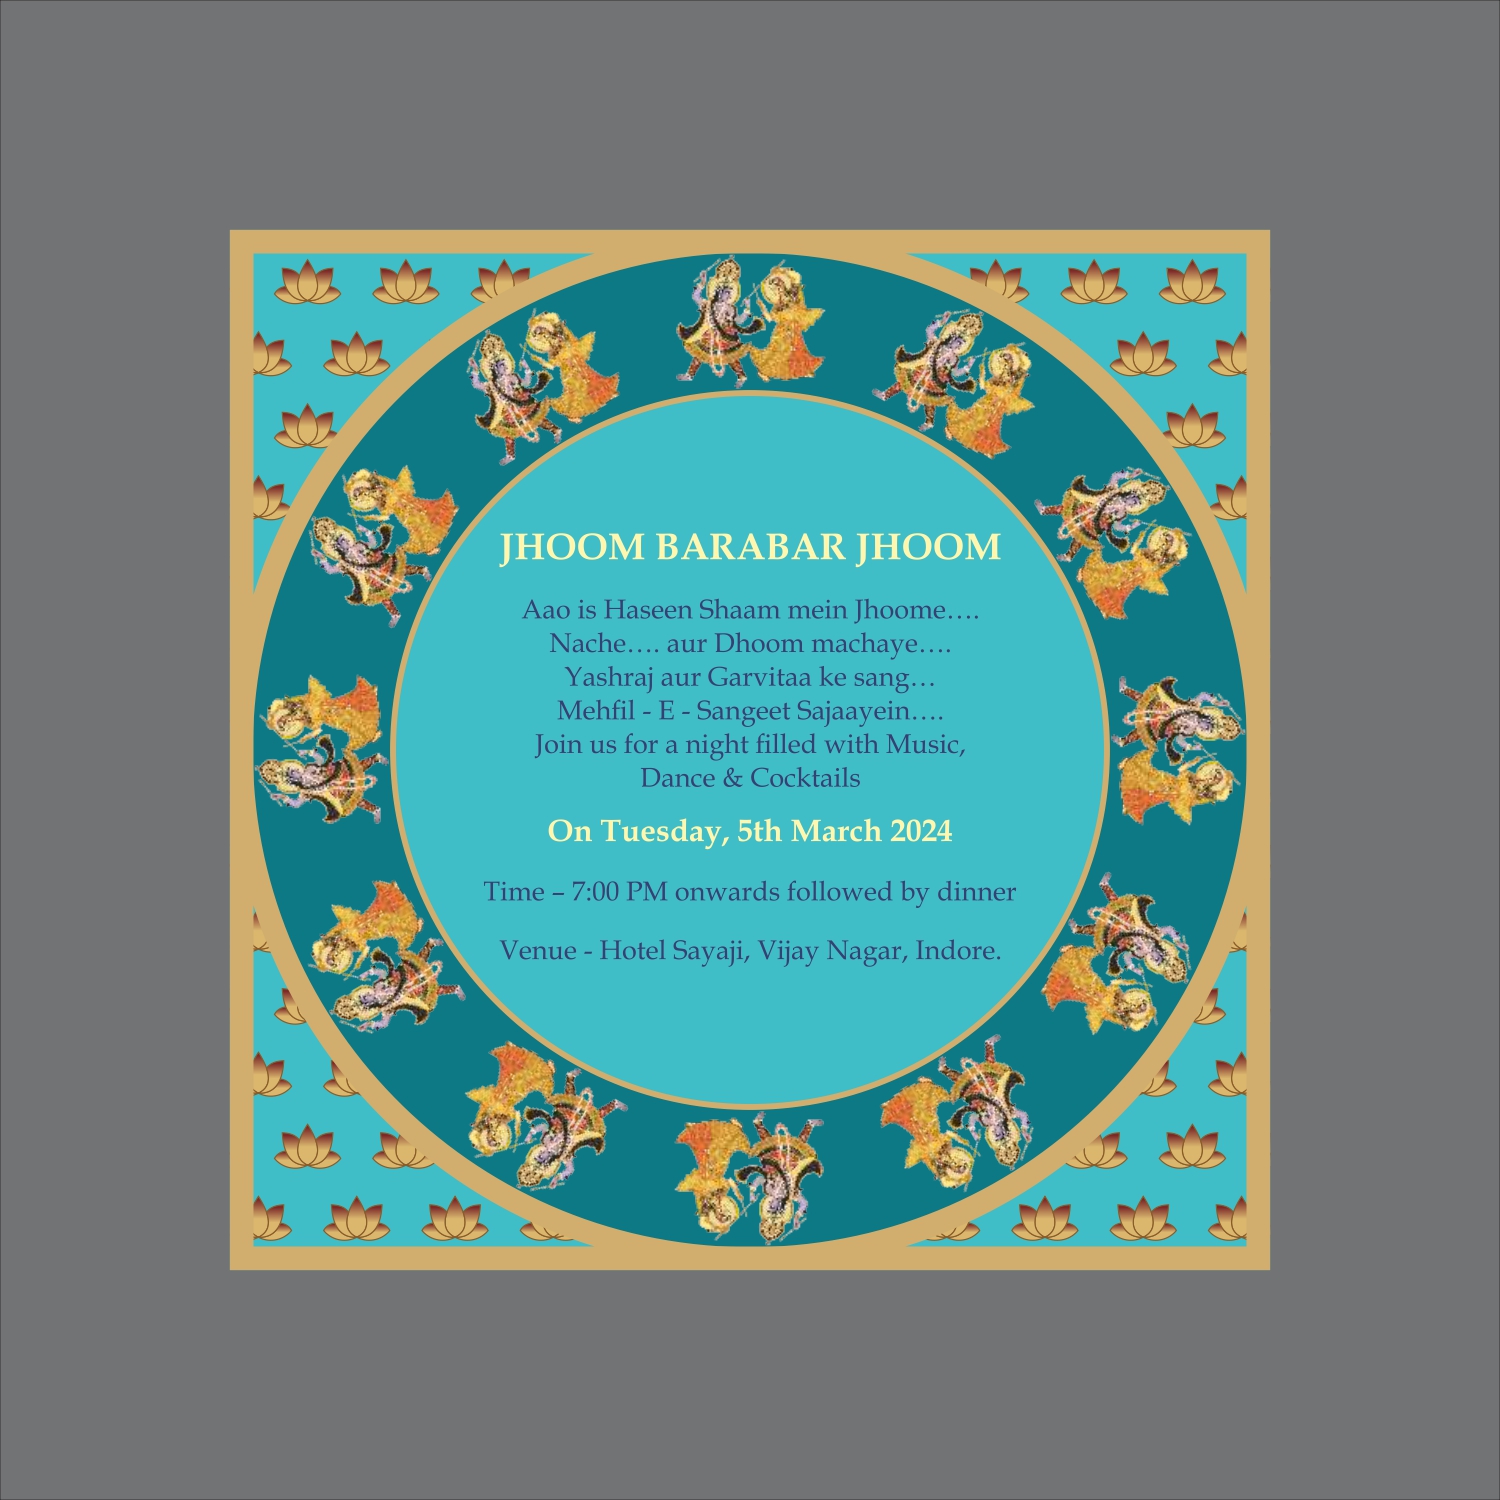 JHOOM BARABAR JHOOM
Aao is Haseen Shaam mein Jhoome....
Nache.... aur Dhoom machaye....
Yashraj aur Garvitaa ke sang...
Mehfil - E - Sangeet Sajaayein....
Join us for a night filled with Music,
Dance & Cocktails
On Tuesday, 5th March 2024
Time – 7:00 PM onwards followed by dinner
Venue - Hotel Sayaji, Vijay Nagar, Indore.